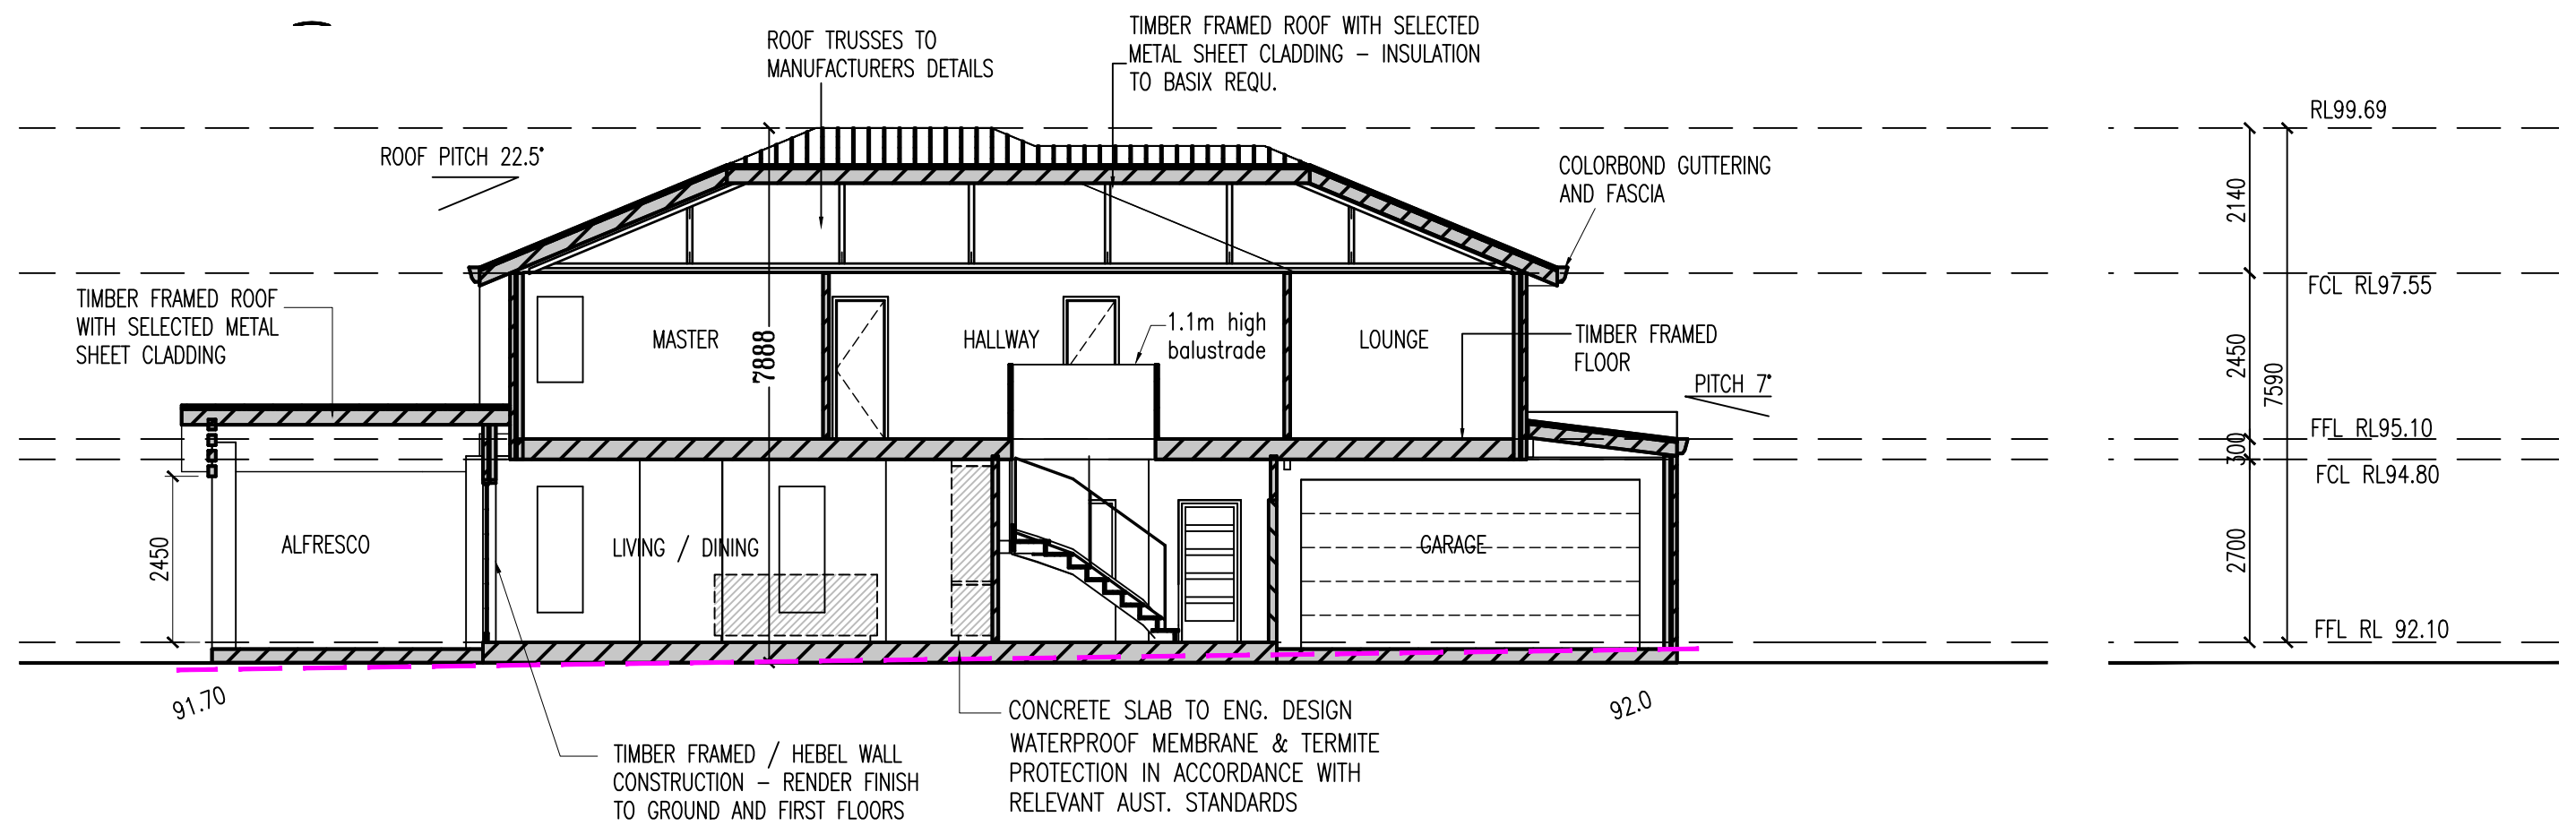 ROOF TRUSSES TO
MANUFACTURERS DETAILS
TIMBER FRAMED ROOF WITH SELECTED
METAL SHEET CLADDING – INSULATION
TO BASIX REQU.
RL99.69
ROOF PITCH 22.5°
COLORBOND GUTTERING
AND FASCIA
2140
FCL RL97.55
TIMBER FRAMED ROOF
WITH SELECTED METAL
SHEET CLADDING
MASTER
7888
HALLWAY
1.1m high
balustrade
LOUNGE
TIMBER FRAMED
FLOOR
PITCH 7°
2450
7590
FFL RL95.10
300
FCL RL94.80
2450
ALFRESCO
LIVING / DINING
GARAGE
2700
FFL RL 92.10
91.70
92.0
CONCRETE SLAB TO ENG. DESIGN
WATERPROOF MEMBRANE & TERMITE
PROTECTION IN ACCORDANCE WITH
RELEVANT AUST. STANDARDS
TIMBER FRAMED / HEBEL WALL
CONSTRUCTION – RENDER FINISH
TO GROUND AND FIRST FLOORS